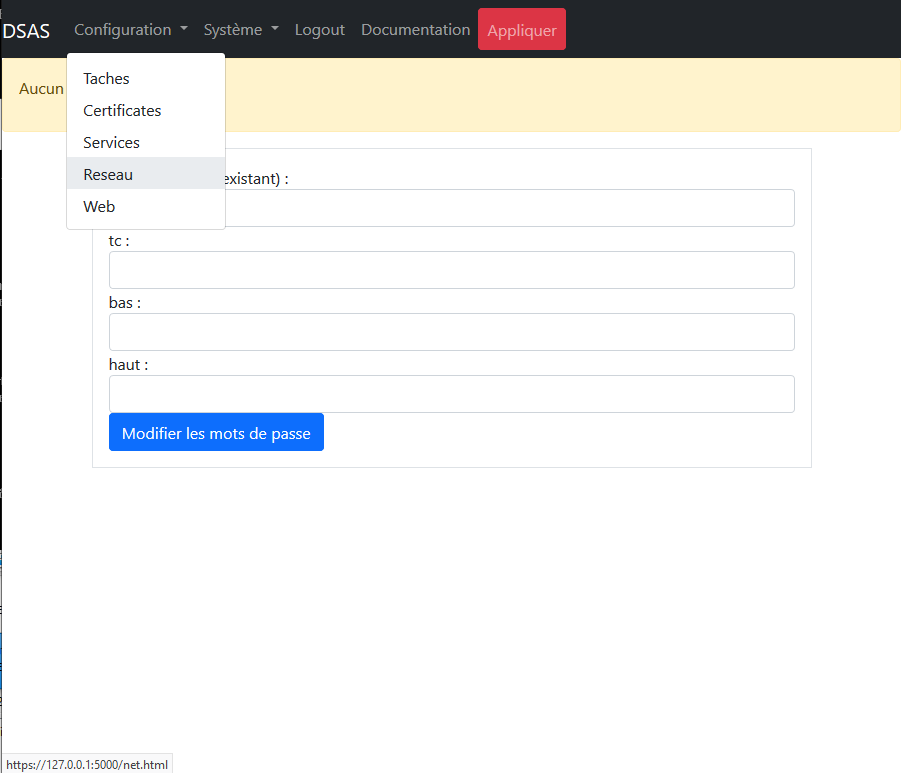 DSAS Configuration Système Logout Documentation Appliquer
Aucun
Taches
Certificates
Services
Reseau
Web
existant) :
tc :
bas :
haut :
Modifier les mots de passe
https://127.0.0.1:5000/net.html